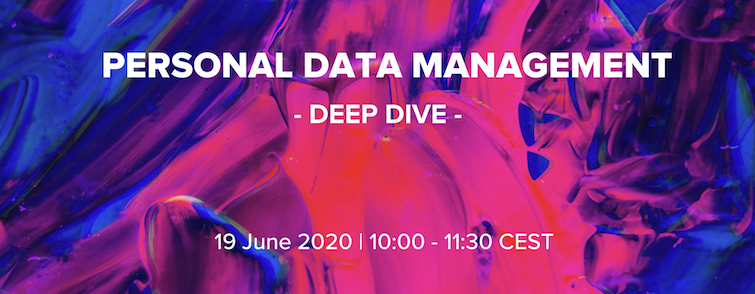 PERSONAL DATA MANAGEMENT
- DEEP DIVE -
19 June 2020 | 10:00 - 11:30 CEST